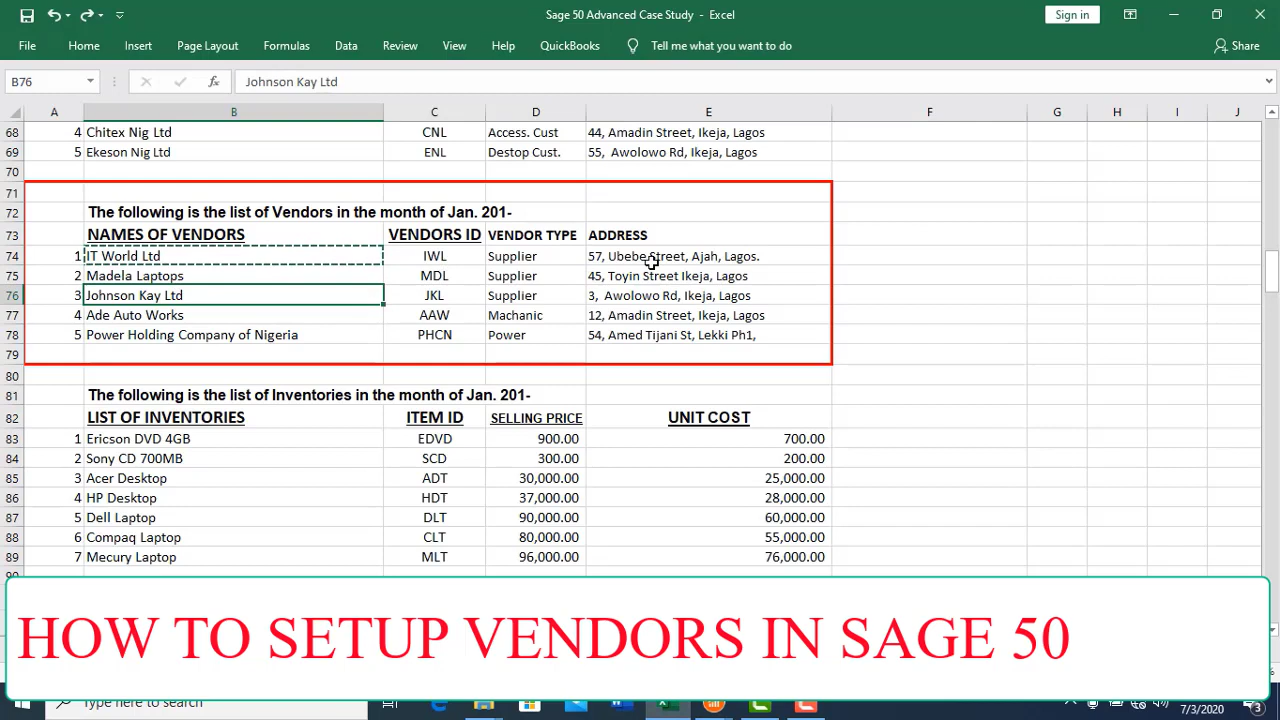 Sage 50 Advanced Case Study - Excel
Sign in
File Home Insert Page Layout Formulas Data Review View Help QuickBooks Tell me what you want to do Share
B76 fx Johnson Kay Ltd
A B C D E F G H I J
68 4 Chitex Nig Ltd CNL Access. Cust 44, Amadin Street, Ikeja, Lagos
69 5 Ekeson Nig Ltd ENL Destop Cust. 55, Awolowo Rd, Ikeja, Lagos
70
71
72 The following is the list of Vendors in the month of Jan. 201-
73 NAMES OF VENDORS VENDORS ID VENDOR TYPE ADDRESS
74 1 IT World Ltd IWL Supplier 57, Ubebe Street, Ajah, Lagos.
75 2 Madela Laptops MDL Supplier 45, Toyin Street Ikeja, Lagos
76 3 Johnson Kay Ltd JKL Supplier 3, Awolowo Rd, Ikeja, Lagos
77 4 Ade Auto Works AAW Machanic 12, Amadin Street, Ikeja, Lagos
78 5 Power Holding Company of Nigeria PHCN Power 54, Amed Tijani St, Lekki Ph1,
79
80
81 The following is the list of Inventories in the month of Jan. 201-
82 LIST OF INVENTORIES ITEM ID SELLING PRICE UNIT COST
83 1 Ericson DVD 4GB EDVD 900.00 700.00
84 2 Sony CD 700MB SCD 300.00 200.00
85 3 Acer Desktop ADT 30,000.00 25,000.00
86 4 HP Desktop HDT 37,000.00 28,000.00
87 5 Dell Laptop DLT 90,000.00 60,000.00
88 6 Compaq Laptop CLT 80,000.00 55,000.00
89 7 Mecury Laptop MLT 96,000.00 76,000.00
90
HOW TO SETUP VENDORS IN SAGE 50
Type here to search
7/3/2020
3